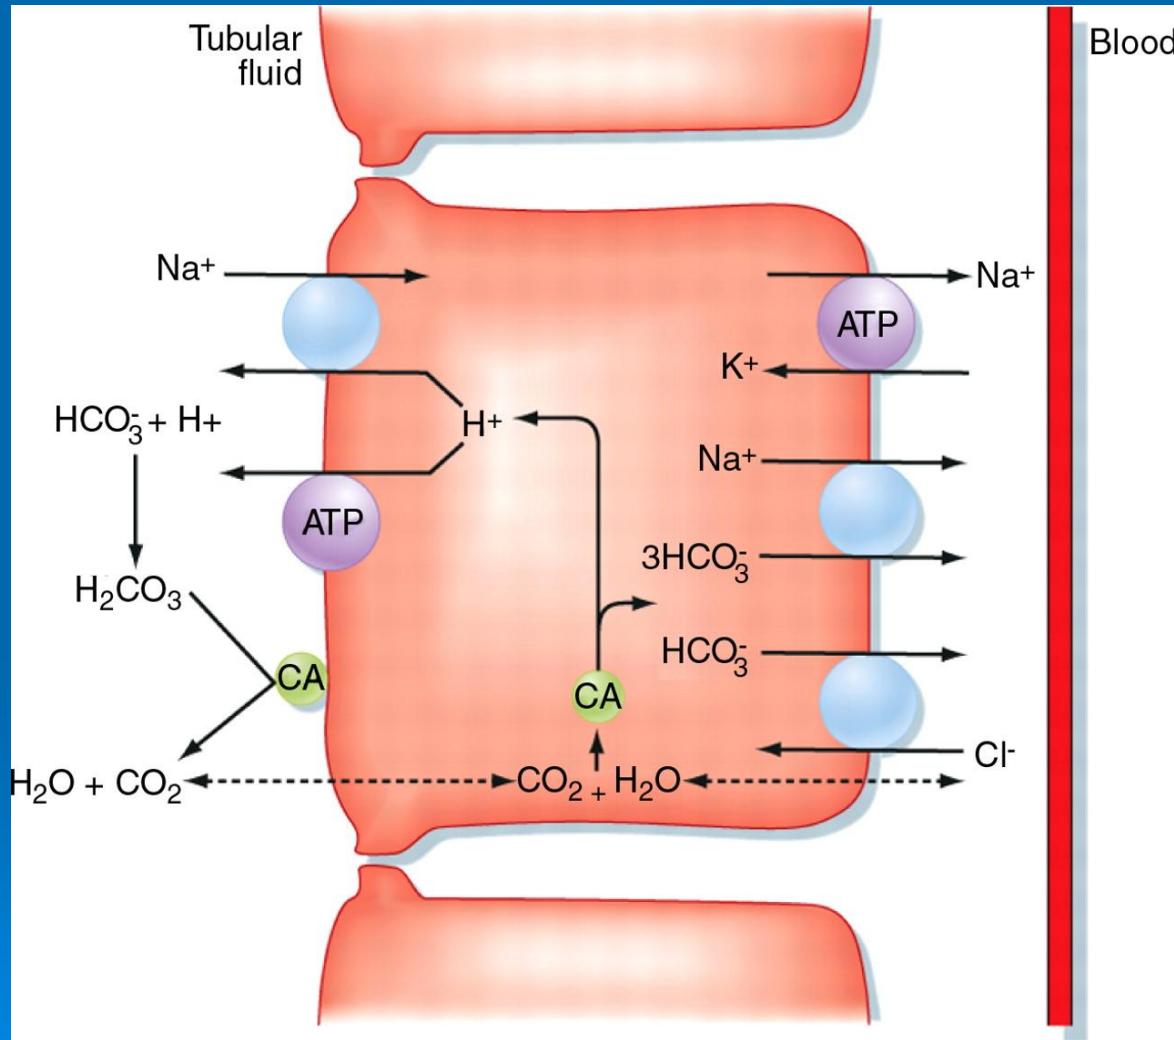 Tubular
fluid
Blood
Na+
Na+
ATP
K+
HCO3- + H+
H+
Na+
ATP
3HCO3-
H2CO3
HCO3-
CA
CA
Cl-
H2O + CO2
CO2 + H2O